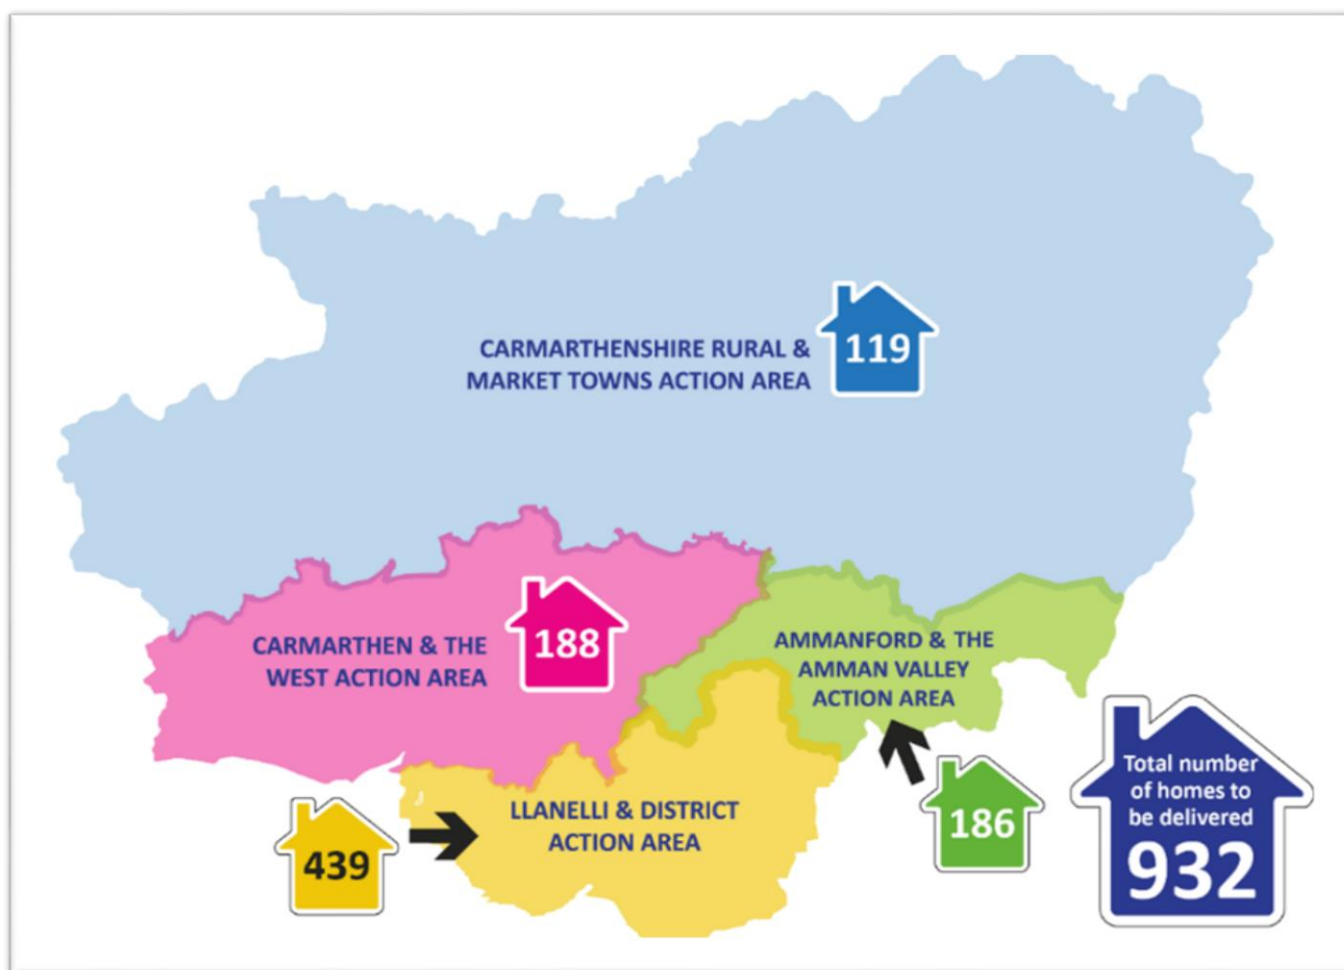 CARMARTHENSHIRE RURAL &
MARKET TOWNS ACTION AREA
119
CARMARTHEN & THE
WEST ACTION AREA
188
AMMANFORD & THE
AMMAN VALLEY
ACTION AREA
186
LLANELLI & DISTRICT
ACTION AREA
439
Total number
of homes to
be delivered
932